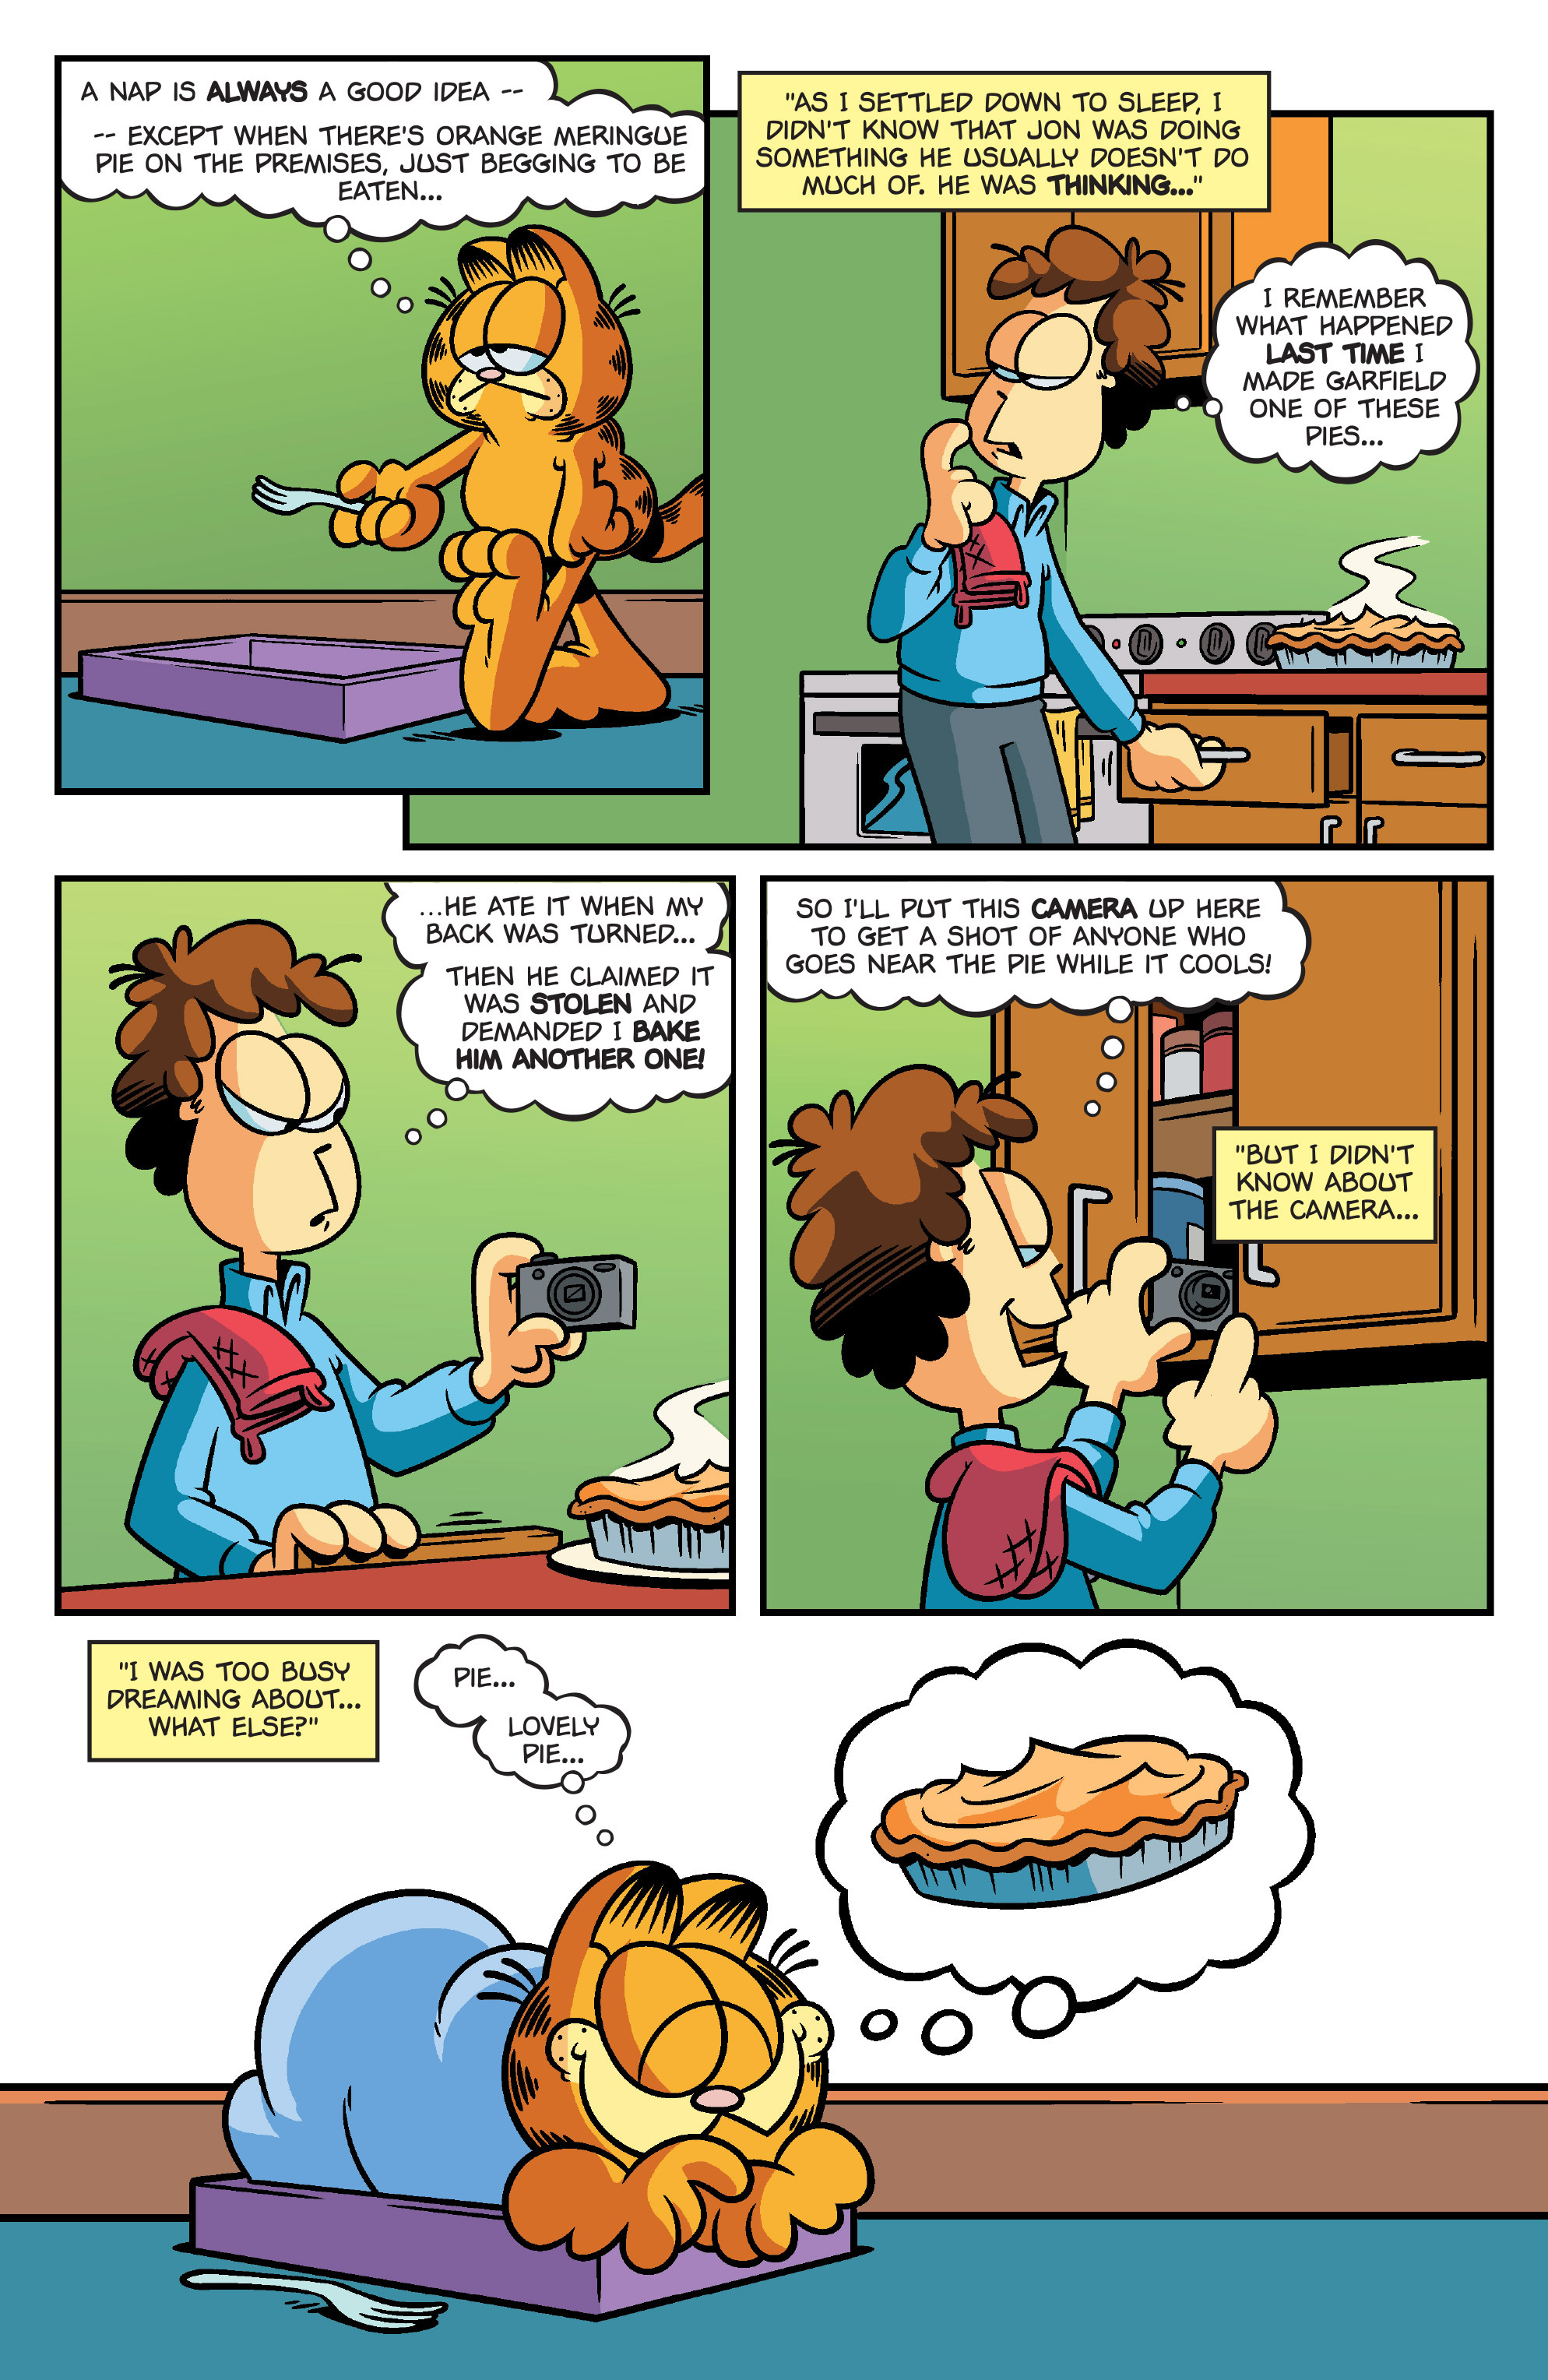 A NAP IS ALWAYS A GOOD IDEA --
-- EXCEPT WHEN THERE'S ORANGE MERINGUE
PIE ON THE PREMISES, JUST BEGGING TO BE
EATEN...
"AS I SETTLED DOWN TO SLEEP, I
DIDN'T KNOW THAT JON WAS DOING
SOMETHING HE USUALLY DOESN'T DO
MUCH OF. HE WAS THINKING..."
I REMEMBER
WHAT HAPPENED
LAST TIME I
MADE GARFIELD
ONE OF THESE
PIES...
...HE ATE IT WHEN MY
BACK WAS TURNED...
THEN HE CLAIMED IT
WAS STOLEN AND
DEMANDED I BAKE
HIM ANOTHER ONE!
SO I'LL PUT THIS CAMERA UP HERE
TO GET A SHOT OF ANYONE WHO
GOES NEAR THE PIE WHILE IT COOLS!
"BUT I DIDN'T
KNOW ABOUT
THE CAMERA...
"I WAS TOO BUSY
DREAMING ABOUT...
WHAT ELSE?"
PIE...
LOVELY
PIE...